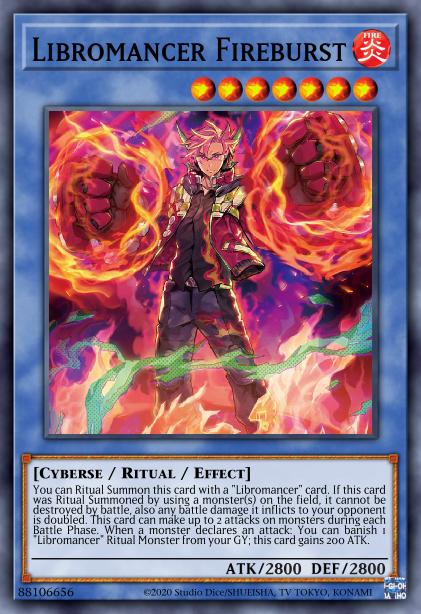 LIBROMANCER FIREBURST
FIRE
炎
[CYBERSE / RITUAL / EFFECT]
You can Ritual Summon this card with a "Libromancer" card. If this
card was Ritual Summoned by using a monster(s) on the field, it cannot be
destroyed by battle, also any battle damage it inflicts to your opponent
is doubled. This card can make up to 2 attacks on monsters during each
Battle Phase. When a monster declares an attack: You can banish 1
"Libromancer" Ritual Monster from your GY; this card gains 200 ATK.
ATK/2800 DEF/2800
88106656
©2020 Studio Dice/SHUEISHA, TV TOKYO, KONAMI